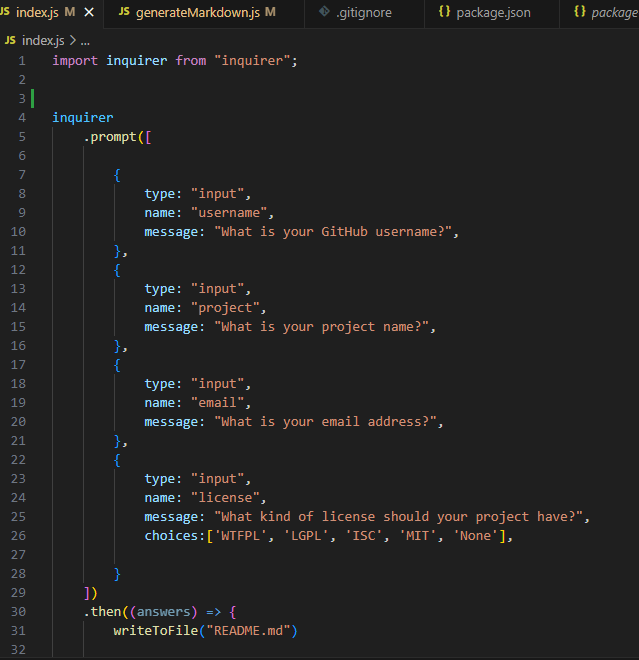 JS index.js M × JS generateMarkdown.js M .gitignore {} package.json {} package
JS index.js > ...
1 import inquirer from "inquirer";
2
3
4 inquirer
5 .prompt([
6
7 {
8 type: "input",
9 name: "username",
10 message: "What is your GitHub username?",
11 },
12 {
13 type: "input",
14 name: "project",
15 message: "What is your project name?",
16 },
17 {
18 type: "input",
19 name: "email",
20 message: "What is your email address?",
21 },
22 {
23 type: "input",
24 name: "license",
25 message: "What kind of license should your project have?",
26 choices:['WTFPL', 'LGPL', 'ISC', 'MIT', 'None'],
27
28 }
29 ])
30 .then((answers) => {
31 writeToFile("README.md")
32